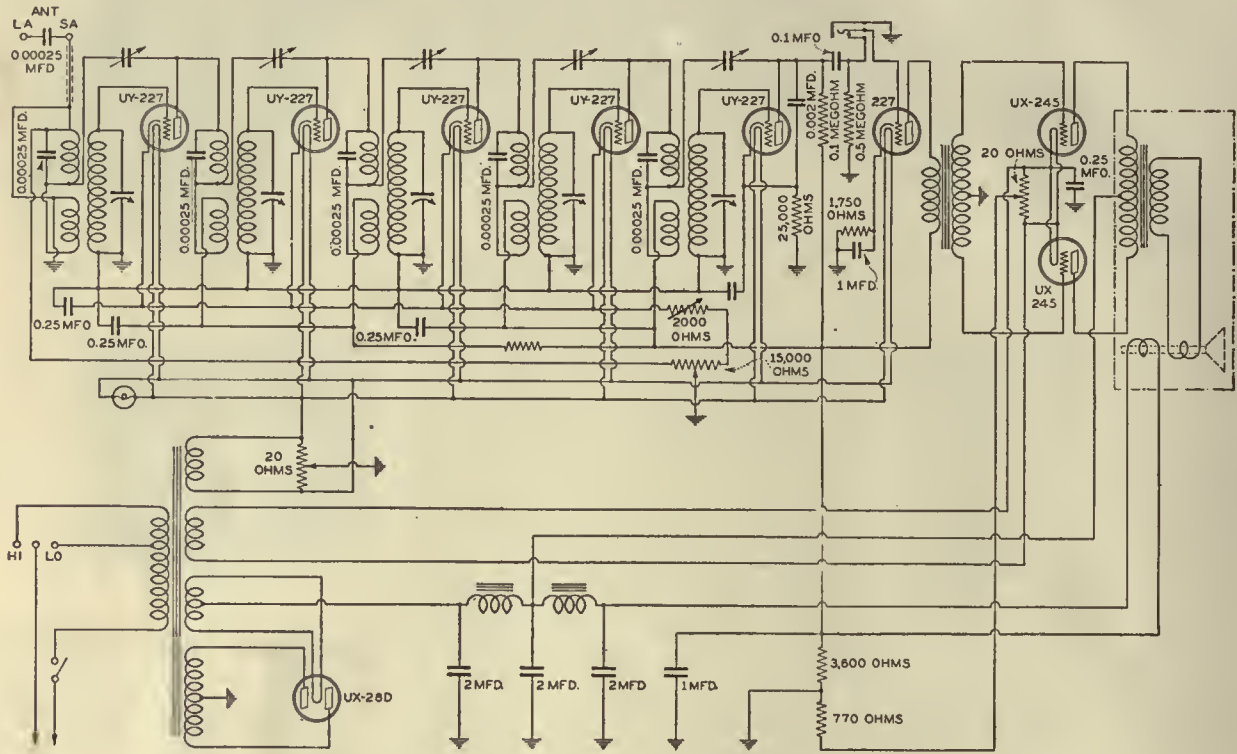 ANT
LA
SA
0.00025
MFD
0.00025 MFD.
UY-227
0.00025 MFD.
UY-227
0.00025 MFD.
UY-227
0.00025 MFD.
UY-227
0.00025 MFD.
UY-227
0.1 MFD
0.002 MFD.
0.1 MEGOHM
0.5 MEGOHM
227
25,000
OHMS
1,750
OHMS
1 MFD.
UX-245
20 OHMS
0.25
MFD.
UX
245
0.25 MFD
0.25 MFD.
0.25 MFD.
2000
OHMS
15,000
OHMS
20
OHMS
HI
LO
UX-280
2 MFD.
2 MFD.
2 MFD
1 MFD.
3,600 OHMS
770 OHMS